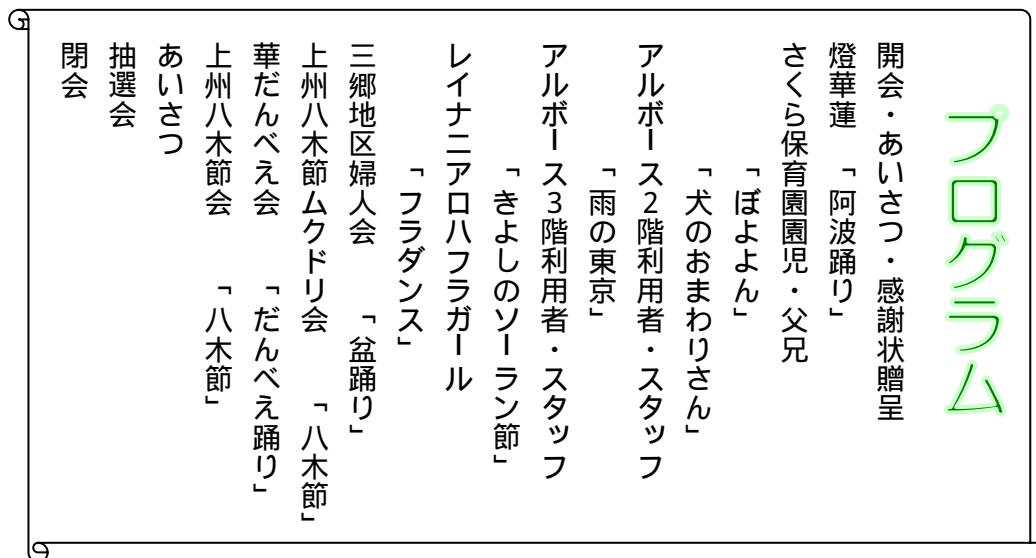 プログラム
開会・あいさつ・感謝状贈呈
燈華蓮 「阿波踊り」
さくら保育園園児・父兄
「ぼよよん」
「犬のおまわりさん」
アルボース2階利用者・スタッフ
「雨の東京」
アルボース3階利用者・スタッフ
「きよしのソーラン節」
レイナニアロハフラガール
「フラダンス」
三郷地区婦人会 「盆踊り」
上州八木節ムクドリ会 「八木節」
華だんべえ会 「だんべえ踊り」
上州八木節会 「八木節」
あいさつ
抽選会
閉会